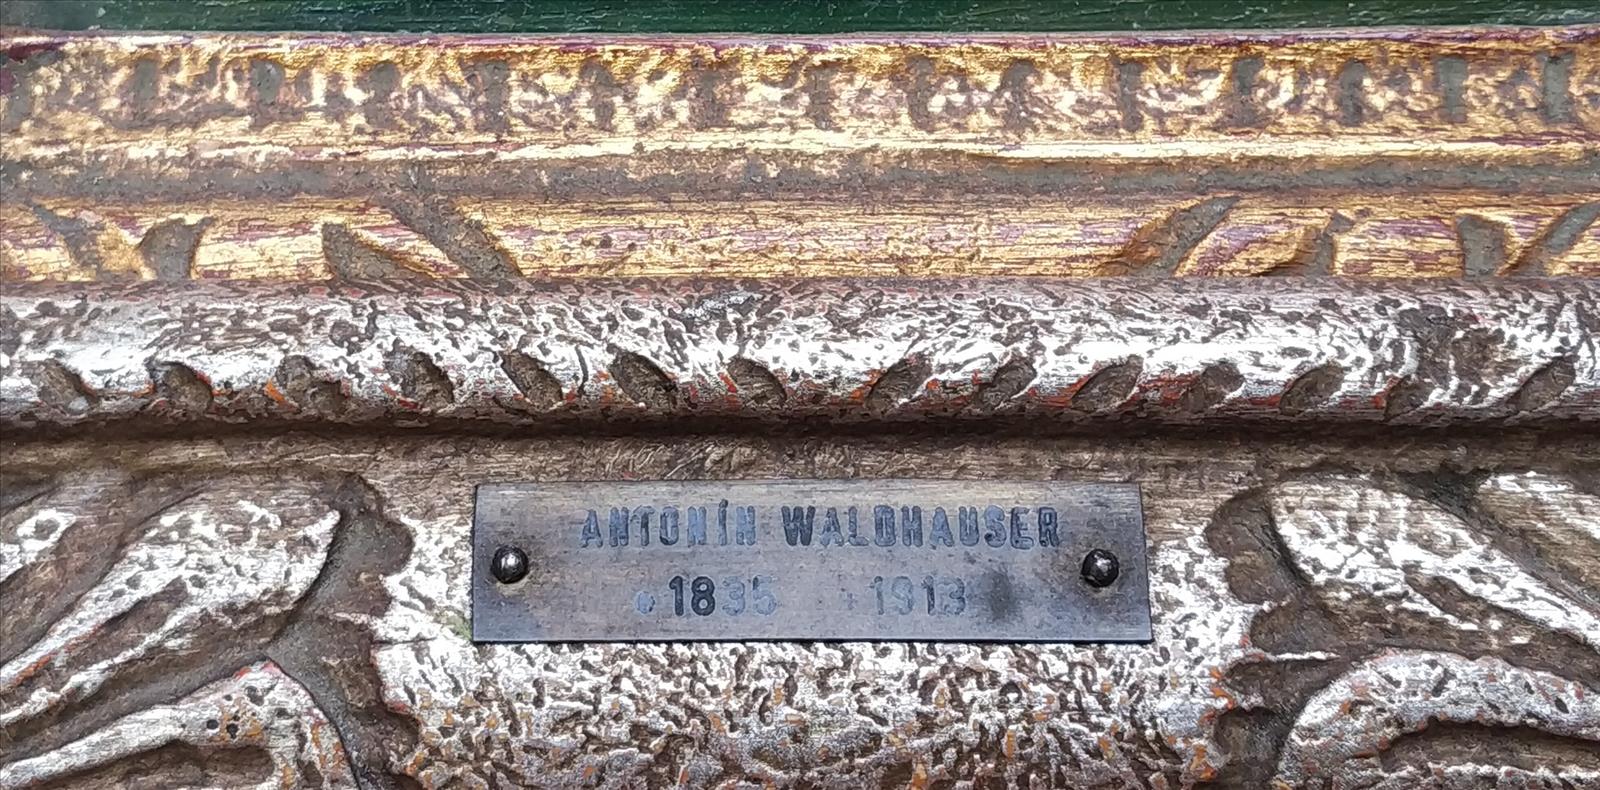 ANTONÍN WALDHAUSER
* 1835 + 1913